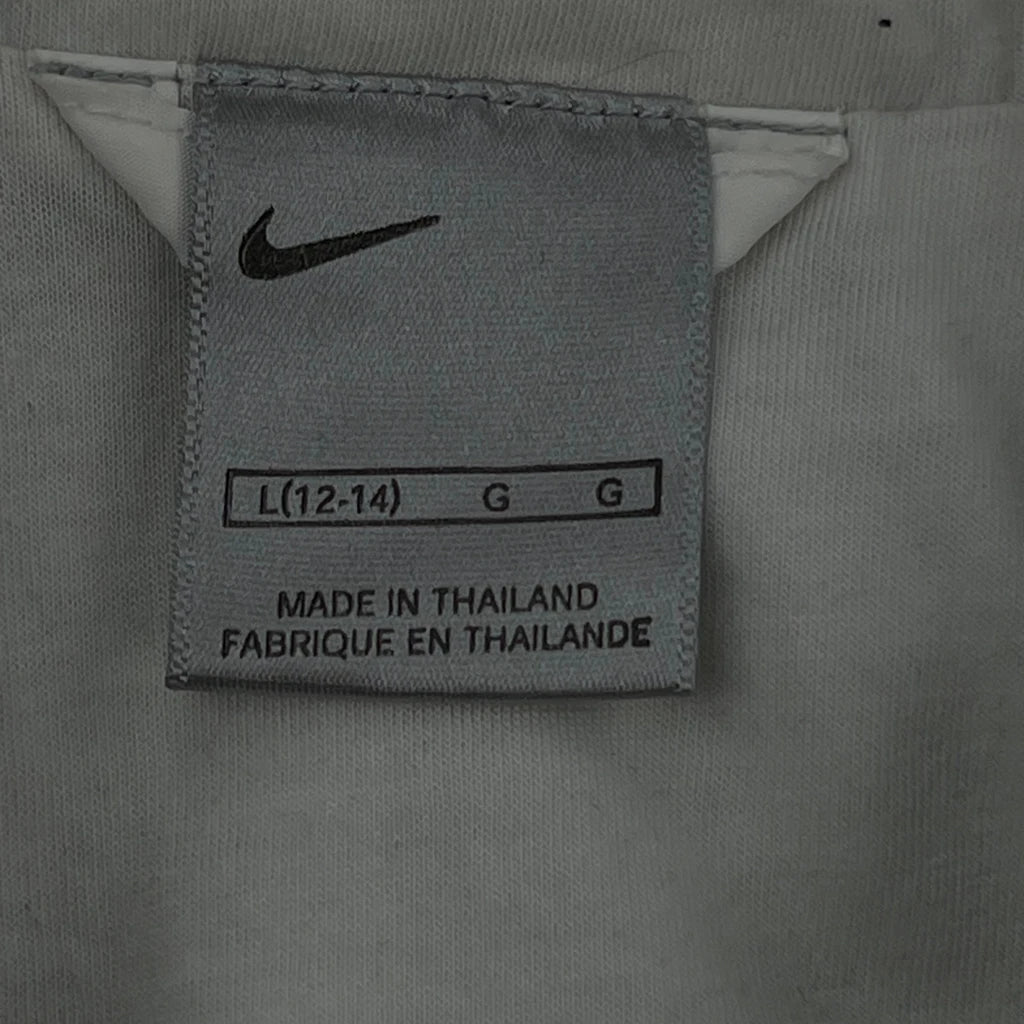 L(12-14) G G
MADE IN THAILAND
FABRIQUE EN THAILANDE